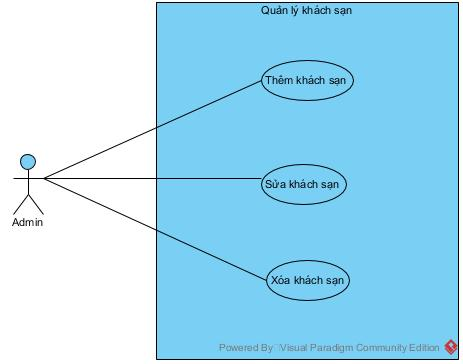 Quản lý khách sạn
Thêm khách sạn
Sửa khách sạn
Admin
Xóa khách sạn
Powered By Visual Paradigm Community Edition